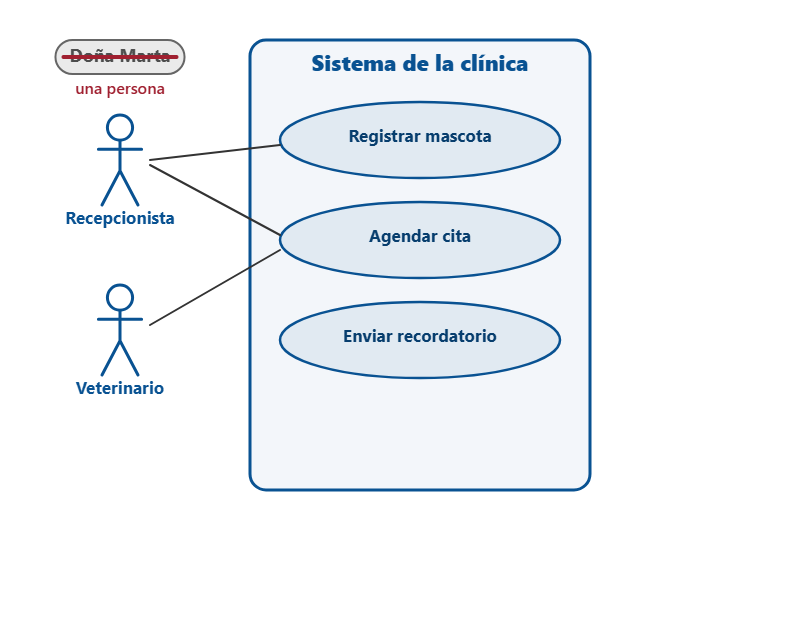 Doña Marta
una persona
Recepcionista
Veterinario
Sistema de la clínica
Registrar mascota
Agendar cita
Enviar recordatorio